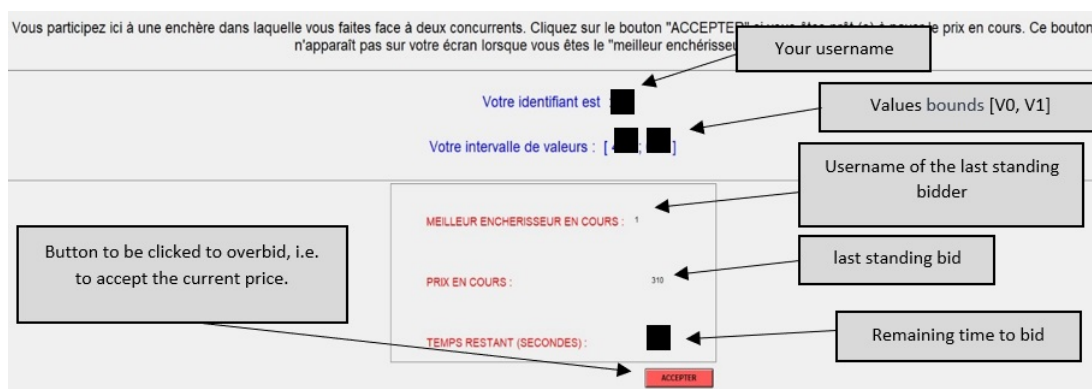 Vous participez ici à une enchère dans laquelle vous faites face à deux concurrents. Cliquez sur le bouton "ACCEPTER" si vous êtes prêt (e) à payer le prix en cours. Ce bouton
n'apparaît pas sur votre écran lorsque vous êtes le "meilleur enchérisseu
Your username
Votre identifiant est :
Values bounds [V0, V1]
Votre intervalle de valeurs : [ ; ]
Username of the last standing
bidder
MEILLEUR ENCHERISSEUR EN COURS : 1
Button to be clicked to overbid, i.e.
to accept the current price.
last standing bid
PRIX EN COURS : 310
Remaining time to bid
TEMPS RESTANT (SECONDES) :
ACCEPTER